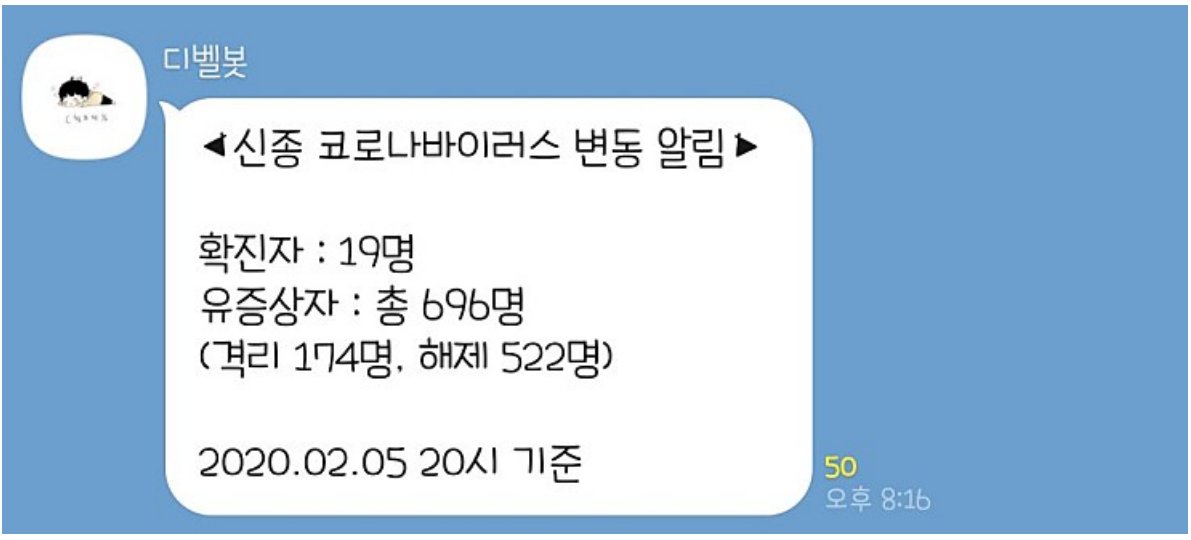 디벨봇
◀신종 코로나바이러스 변동 알림▶
확진자 : 19명
유증상자 : 총 696명
(격리 174명, 해제 522명)
2020.02.05 20시 기준
50
오후 8:16